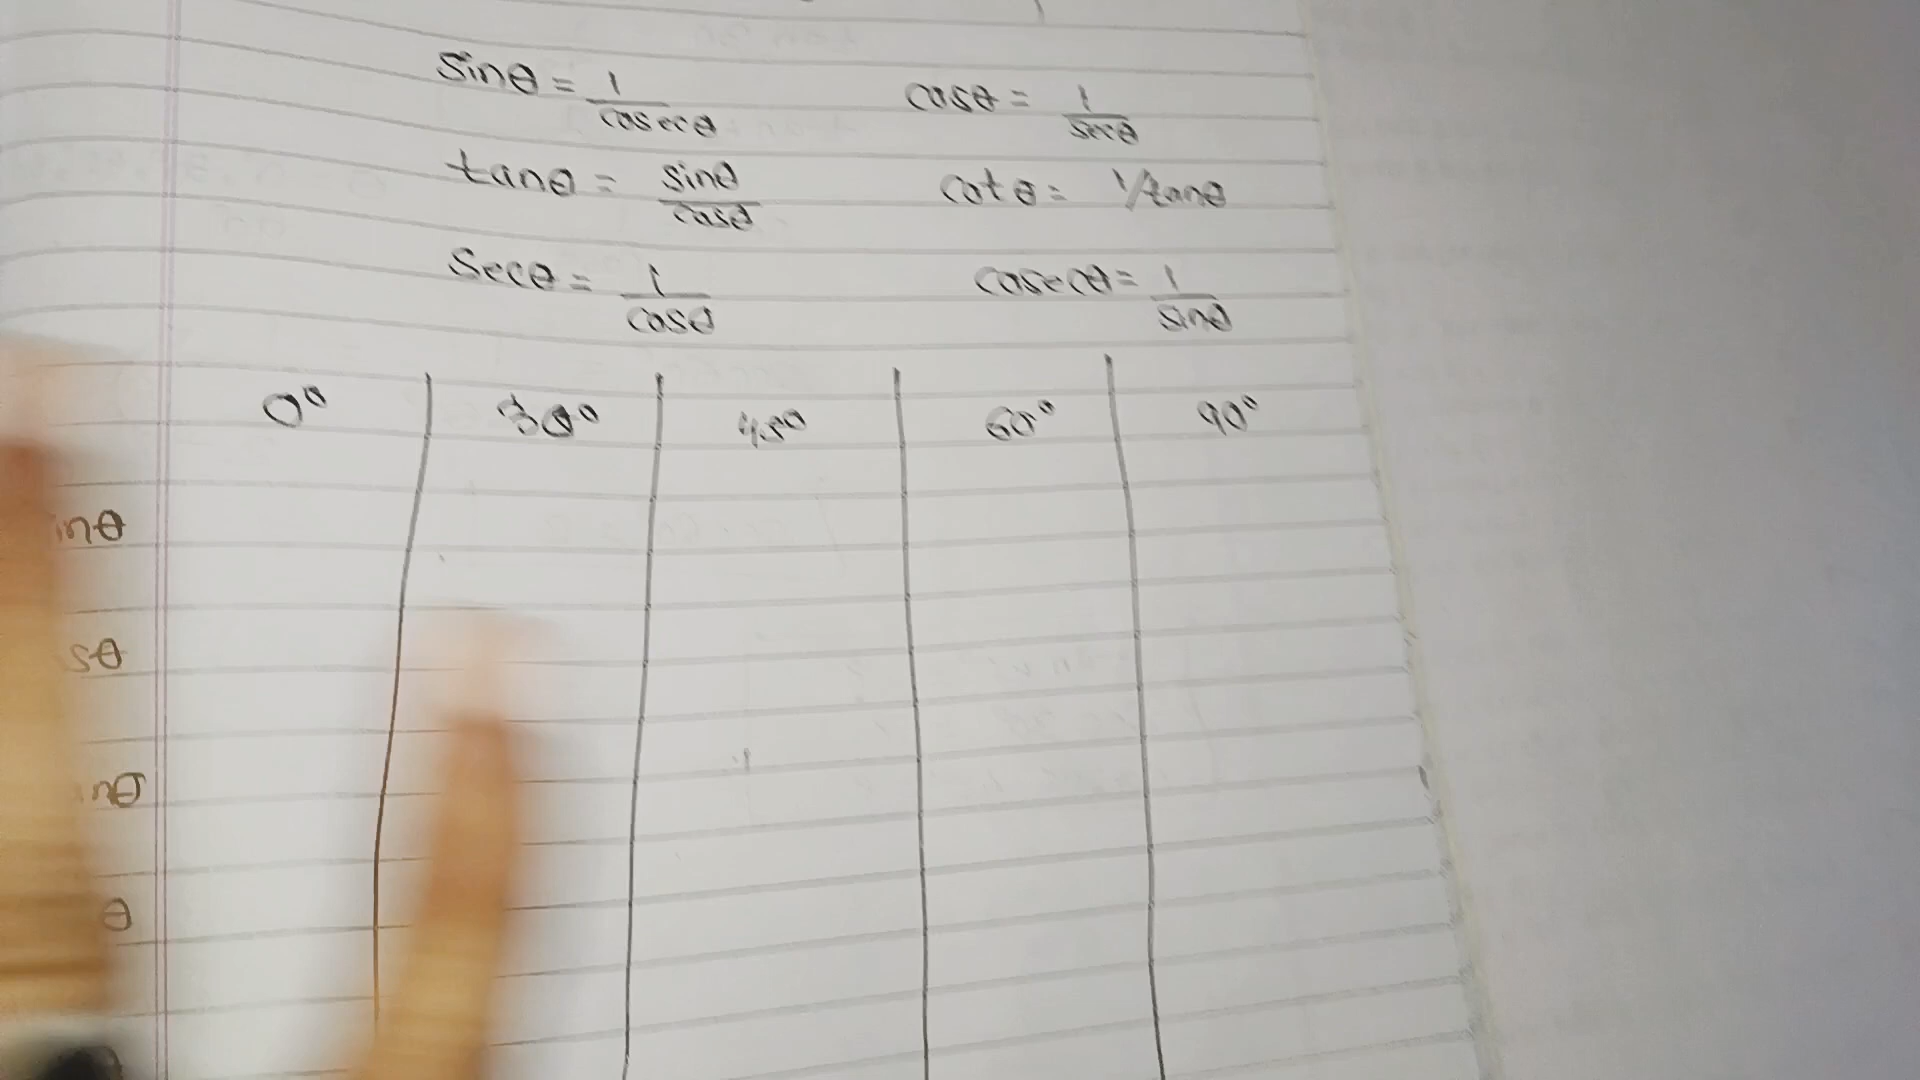 sinθ = 1/cosecθ cosθ = 1/secθ
tanθ = sinθ/cosθ cotθ = 1/tanθ
secθ = 1/cosθ cosecθ = 1/sinθ
0° 30° 45° 60° 90°
inθ
sθ
nθ
θ